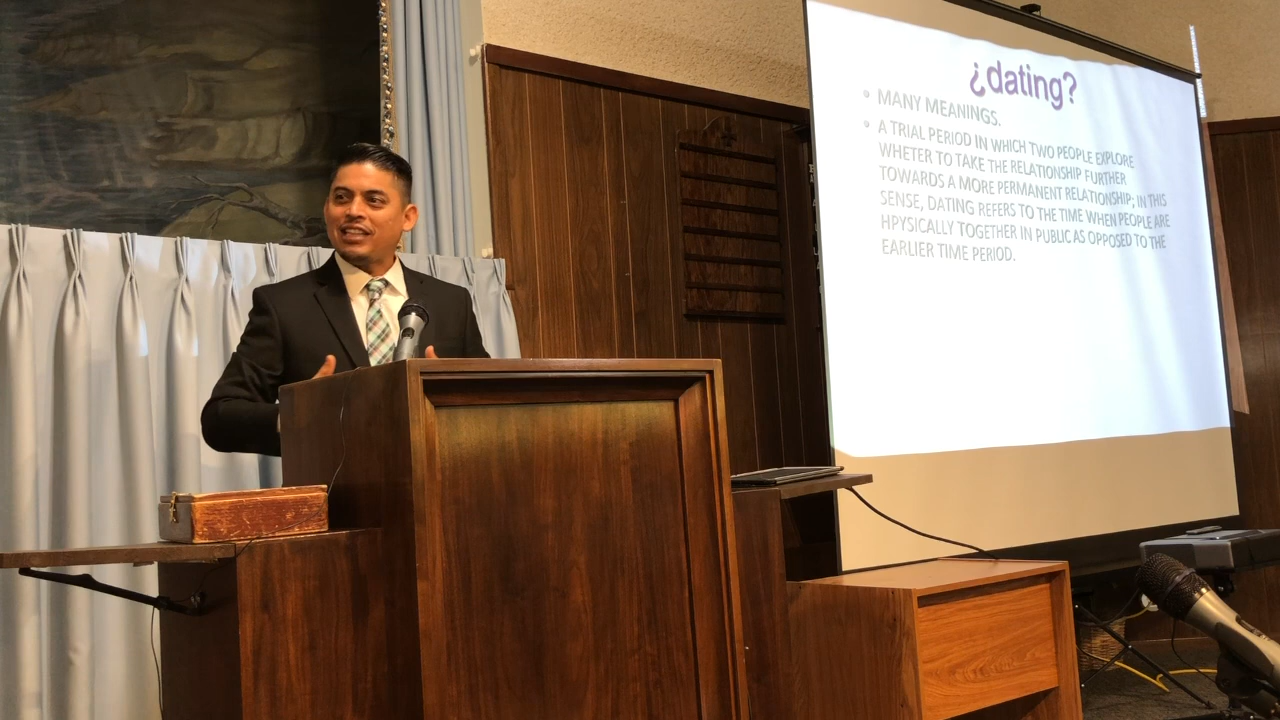 ¿dating?
MANY MEANINGS.
A TRIAL PERIOD IN WHICH TWO PEOPLE EXPLORE
WHETER TO TAKE THE RELATIONSHIP FURTHER
TOWARDS A MORE PERMANENT RELATIONSHIP; IN THIS
SENSE, DATING REFERS TO THE TIME WHEN PEOPLE ARE
HPYSICALLY TOGETHER IN PUBLIC AS OPPOSED TO THE
EARLIER TIME PERIOD.